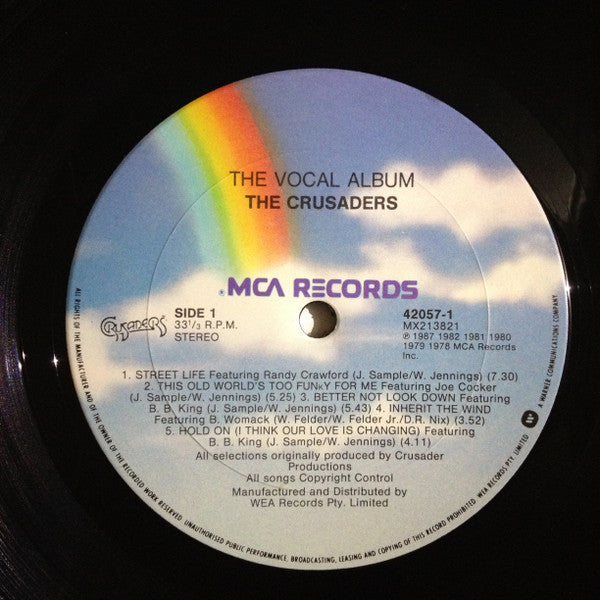 THE VOCAL ALBUM
THE CRUSADERS
®MCA RECORDS
CRUSADERS
SIDE 1
33⅓ R.P.M.
STEREO
42057-1
MX213821
℗ 1987 1982 1981 1980
1979 1978 MCA Records
Inc.
1. STREET LIFE Featuring Randy Crawford (J. Sample/W. Jennings) (7.30)
2. THIS OLD WORLD'S TOO FUNKY FOR ME Featuring Joe Cocker
(J. Sample/W. Jennings) (5.25) 3. BETTER NOT LOOK DOWN Featuring
B. B. King (J. Sample/W. Jennings) (5.43) 4. INHERIT THE WIND
Featuring B. Womack (W. Felder/W. Felder Jr./D.R. Nix) (3.52)
5. HOLD ON (I THINK OUR LOVE IS CHANGING) Featuring
B. B. King (J. Sample/W. Jennings) (4.11)
All selections originally produced by Crusader
Productions
All songs Copyright Control
Manufactured and Distributed by
WEA Records Pty. Limited
ALL RIGHTS OF THE MANUFACTURER AND OF THE OWNER OF THE RECORDED WORK RESERVED. UNAUTHORISED PUBLIC PERFORMANCE, BROADCASTING, LEASING AND COPYING OF THIS RECORD PROHIBITED. WEA RECORDS PTY. LIMITED,
A WARNER COMMUNICATIONS COMPANY.